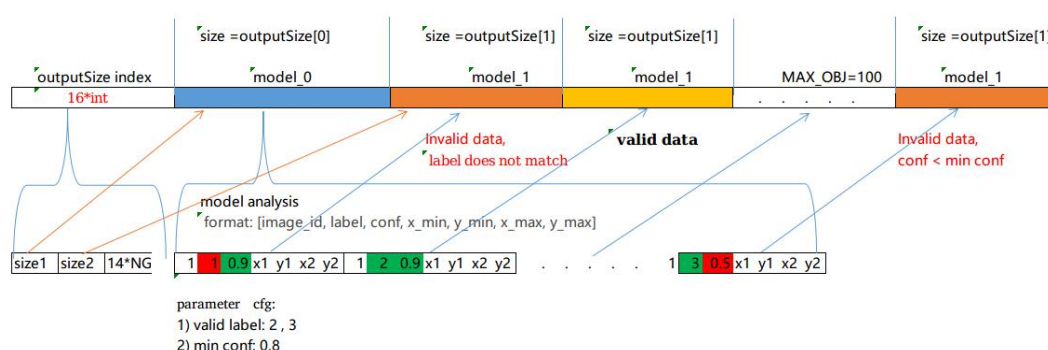 size =outputSize[0] size =outputSize[1] size =outputSize[1] size =outputSize[1]
outputSize index model_0 model_1 model_1 MAX_OBJ=100 model_1
16*int . . . . .
Invalid data, valid data Invalid data,
label does not match conf < min conf
model analysis
format: [image_id, label, conf, x_min, y_min, x_max, y_max]
size1 size2 14*NG 1 1 0.9 x1 y1 x2 y2 1 2 0.9 x1 y1 x2 y2 . . . . . 1 3 0.5 x1 y1 x2 y2
parameter cfg:
1) valid label: 2 , 3
2) min conf: 0.8